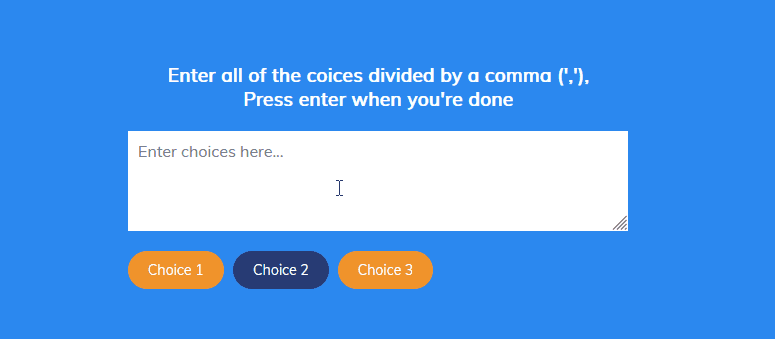 Enter all of the coices divided by a comma (','),
Press enter when you're done
Enter choices here...
Choice 1 Choice 2 Choice 3